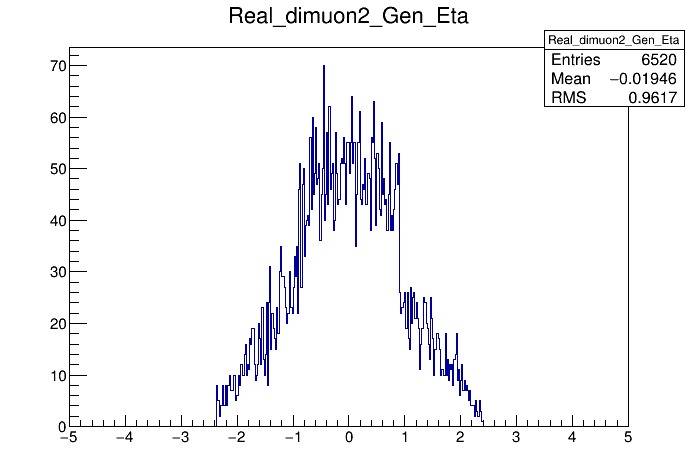 Real_dimuon2_Gen_Eta
Real_dimuon2_Gen_Eta
Entries 6520
Mean −0.01946
RMS 0.9617
70
60
50
40
30
20
10
0
−5 −4 −3 −2 −1 0 1 2 3 4 5